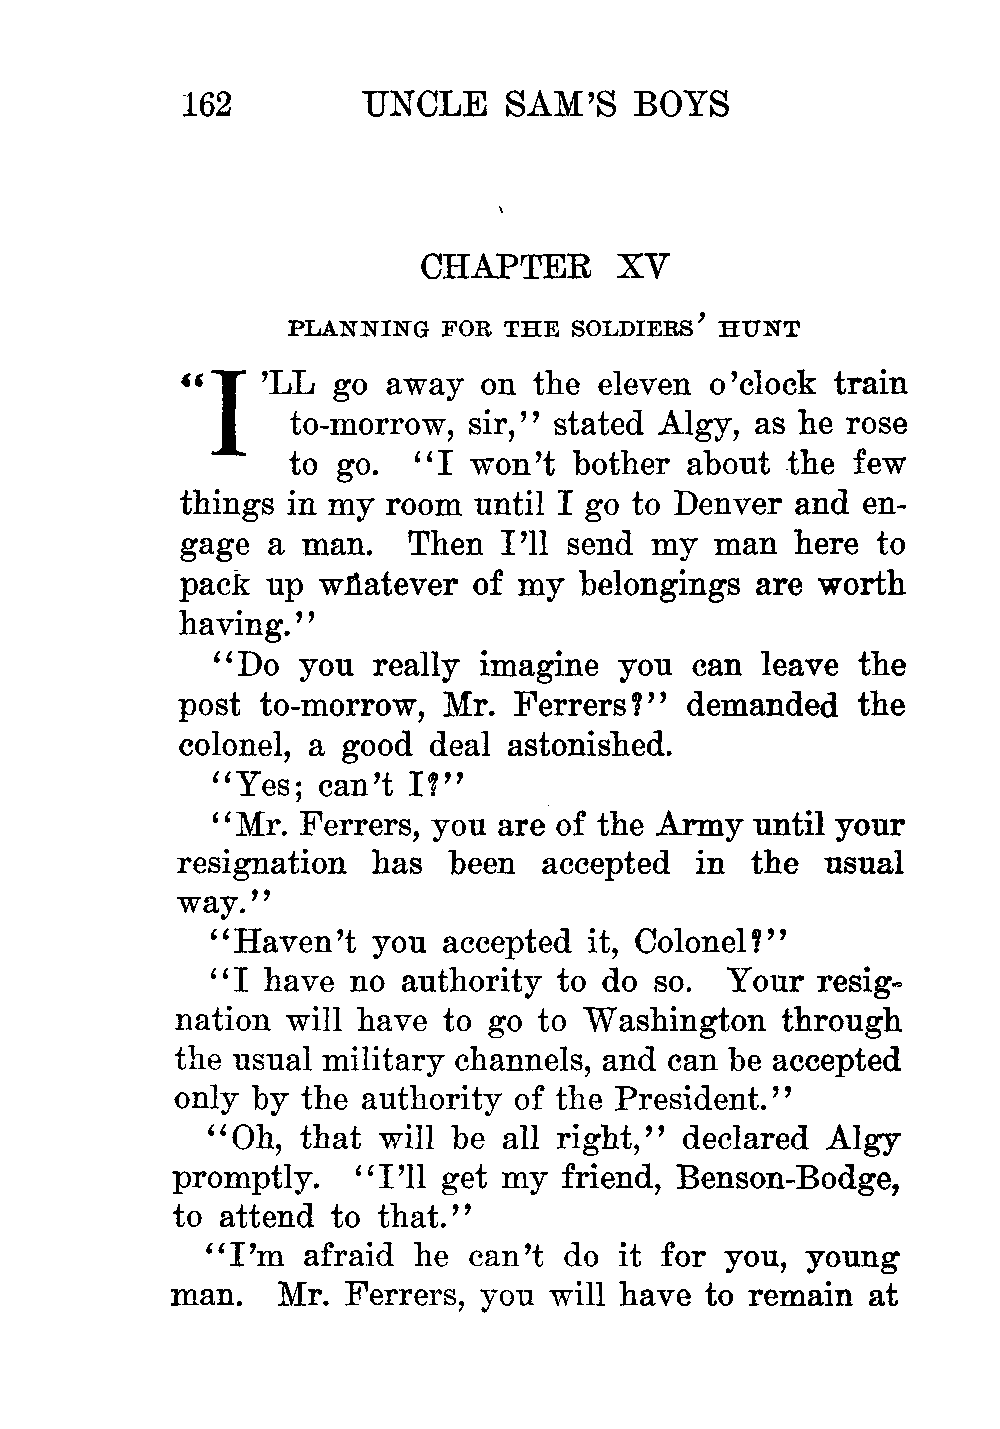 162 UNCLE SAM'S BOYS
CHAPTER XV
PLANNING FOR THE SOLDIERS' HUNT
"I'LL go away on the eleven o'clock train
to-morrow, sir," stated Algy, as he rose
to go. "I won't bother about the few
things in my room until I go to Denver and en-
gage a man. Then I'll send my man here to
pack up whatever of my belongings are worth
having."
"Do you really imagine you can leave the
post to-morrow, Mr. Ferrers?" demanded the
colonel, a good deal astonished.
"Yes; can't I?"
"Mr. Ferrers, you are of the Army until your
resignation has been accepted in the usual
way."
"Haven't you accepted it, Colonel?"
"I have no authority to do so. Your resig-
nation will have to go to Washington through
the usual military channels, and can be accepted
only by the authority of the President."
"Oh, that will be all right," declared Algy
promptly. "I'll get my friend, Benson-Bodge,
to attend to that."
"I'm afraid he can't do it for you, young
man. Mr. Ferrers, you will have to remain at